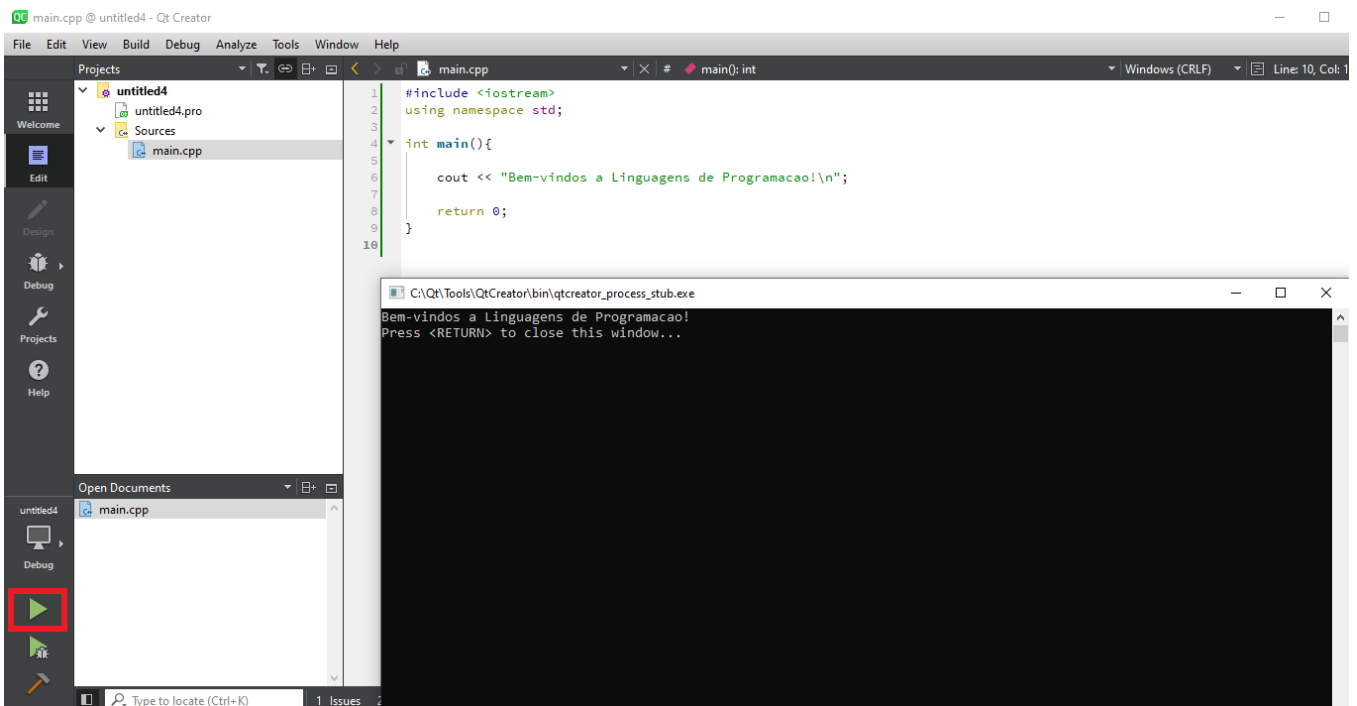 QC main.cpp @ untitled4 - Qt Creator
File Edit View Build Debug Analyze Tools Window Help
Projects main.cpp # main(): int Windows (CRLF) Line: 10, Col: 1
Welcome
Edit
Design
Debug
Projects
Help
untitled4
untitled4.pro
Sources
main.cpp
1 #include <iostream>
2 using namespace std;
3
4 int main(){
5
6 cout << "Bem-vindos a Linguagens de Programacao!\n";
7
8 return 0;
9 }
10
C:\Qt\Tools\QtCreator\bin\qtcreator_process_stub.exe
Bem-vindos a Linguagens de Programacao!
Press <RETURN> to close this window...
Open Documents
main.cpp
untitled4
Debug
Type to locate (Ctrl+K) 1 Issues 2